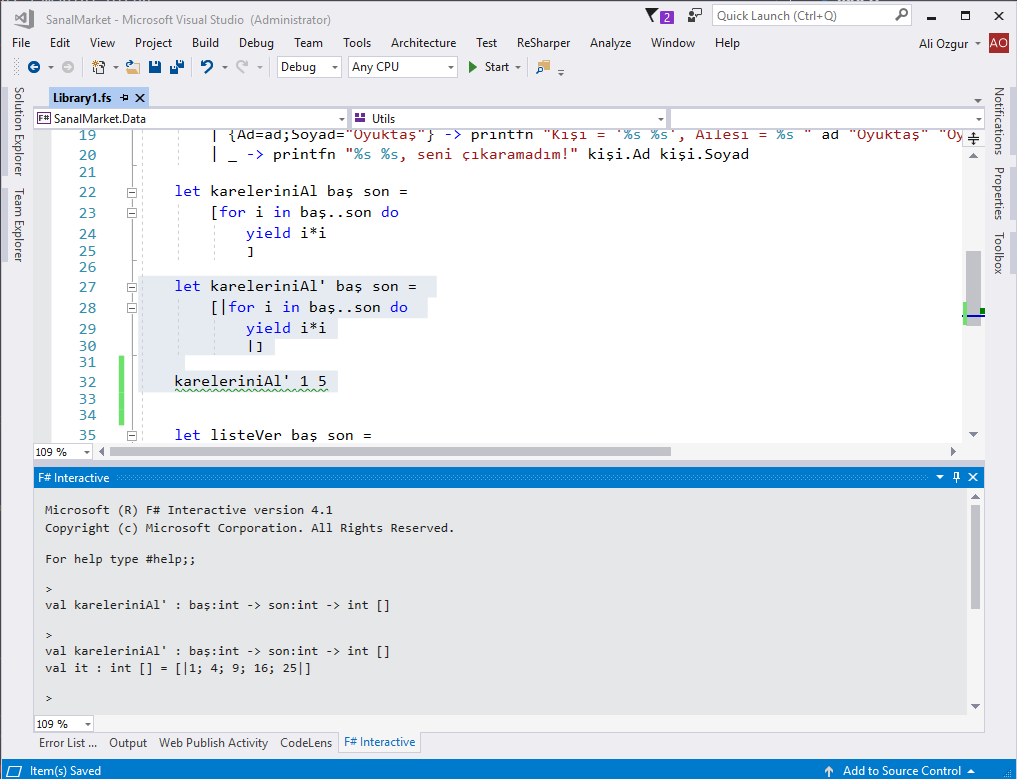 SanalMarket - Microsoft Visual Studio (Administrator)
2
Quick Launch (Ctrl+Q)
File Edit View Project Build Debug Team Tools Architecture Test ReSharper Analyze Window Help
Ali Ozgur AO
Debug Any CPU Start
Solution Explorer
Team Explorer
Notifications
Properties
Toolbox
Library1.fs
F# SanalMarket.Data Utils
19 | {Ad=ad;Soyad="Oyuktaş"} -> printfn "Kişi = '%s %s', Ailesi = %s " ad "Oyuktaş" "Oy
20 | _ -> printfn "%s %s, seni çıkaramadım!" kişi.Ad kişi.Soyad
21
22 let kareleriniAl baş son =
23 [for i in baş..son do
24 yield i*i
25 ]
26
27 let kareleriniAl' baş son =
28 [|for i in baş..son do
29 yield i*i
30 |]
31
32 kareleriniAl' 1 5
33
34
35 let listeVer baş son =
109 %
F# Interactive
Microsoft (R) F# Interactive version 4.1
Copyright (c) Microsoft Corporation. All Rights Reserved.
For help type #help;;
>
val kareleriniAl' : baş:int -> son:int -> int []
>
val kareleriniAl' : baş:int -> son:int -> int []
val it : int [] = [|1; 4; 9; 16; 25|]
>
109 %
Error List ... Output Web Publish Activity CodeLens F# Interactive
Item(s) Saved Add to Source Control